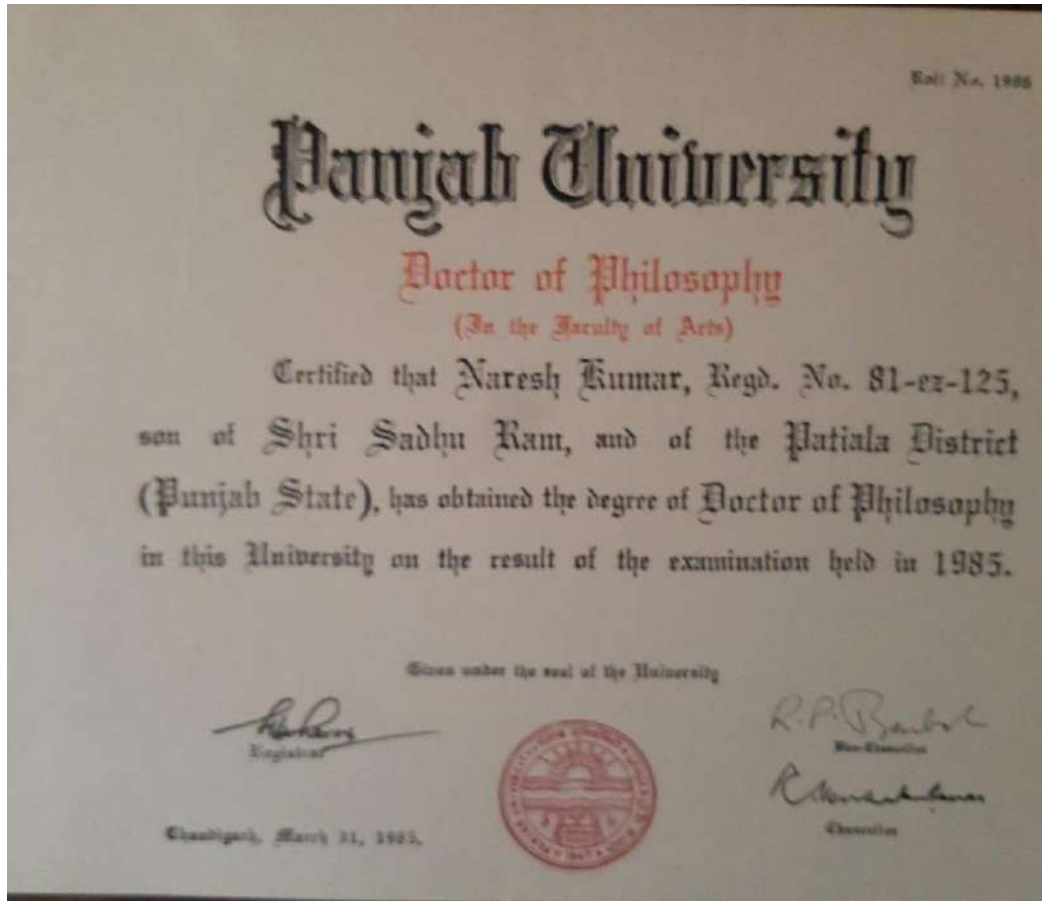 Roll No. 1986
Panjab University
Doctor of Philosophy
(In the Faculty of Arts)
Certified that Naresh Kumar, Regd. No. 81-ez-125,
son of Shri Sadhu Ram, and of the Patiala District
(Punjab State), has obtained the degree of Doctor of Philosophy
in this University on the result of the examination held in 1985.
Given under the seal of the University
R. P.
Registrar
Vice-Chancellor
Chancellor
Chandigarh, March 31, 1985.